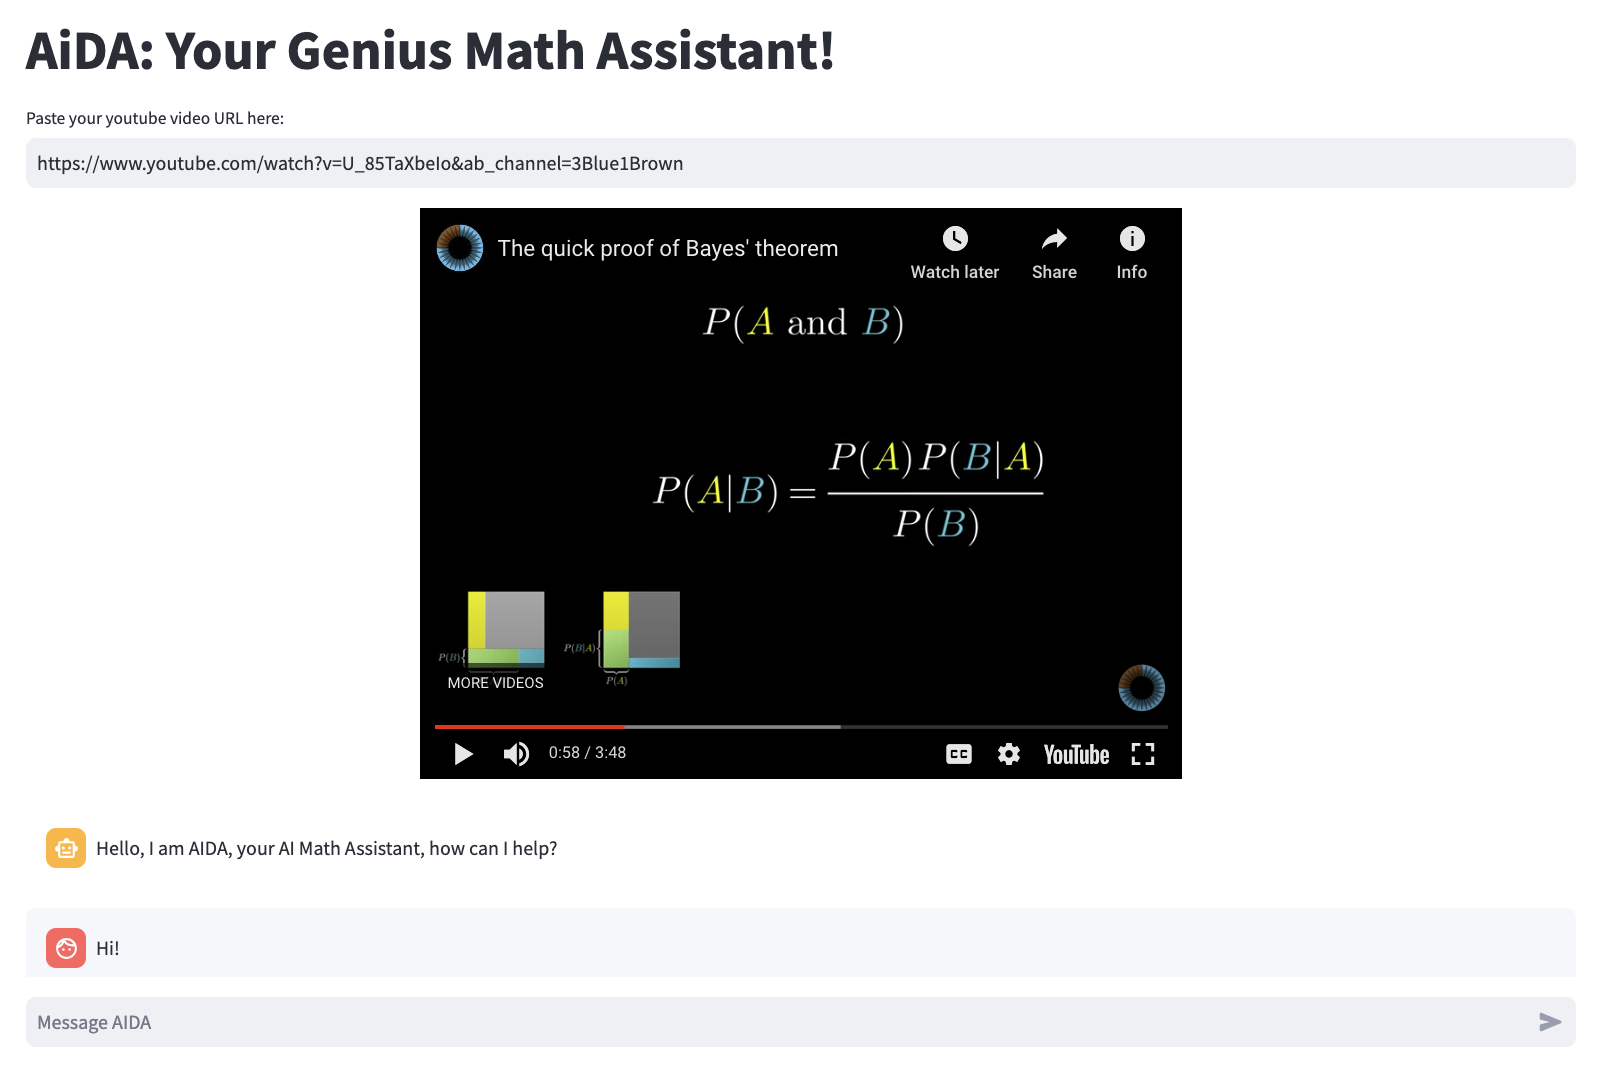 AiDA: Your Genius Math Assistant!
Paste your youtube video URL here:
https://www.youtube.com/watch?v=U_85TaXbeIo&ab_channel=3Blue1Brown
The quick proof of Bayes' theorem
Watch later
Share
Info
P(A and B)
P(A|B) = P(A)P(B|A) / P(B)
P(B){
P(B|A){
P(A)
MORE VIDEOS
0:58 / 3:48
CC
YouTube
Hello, I am AIDA, your AI Math Assistant, how can I help?
Hi!
Message AIDA